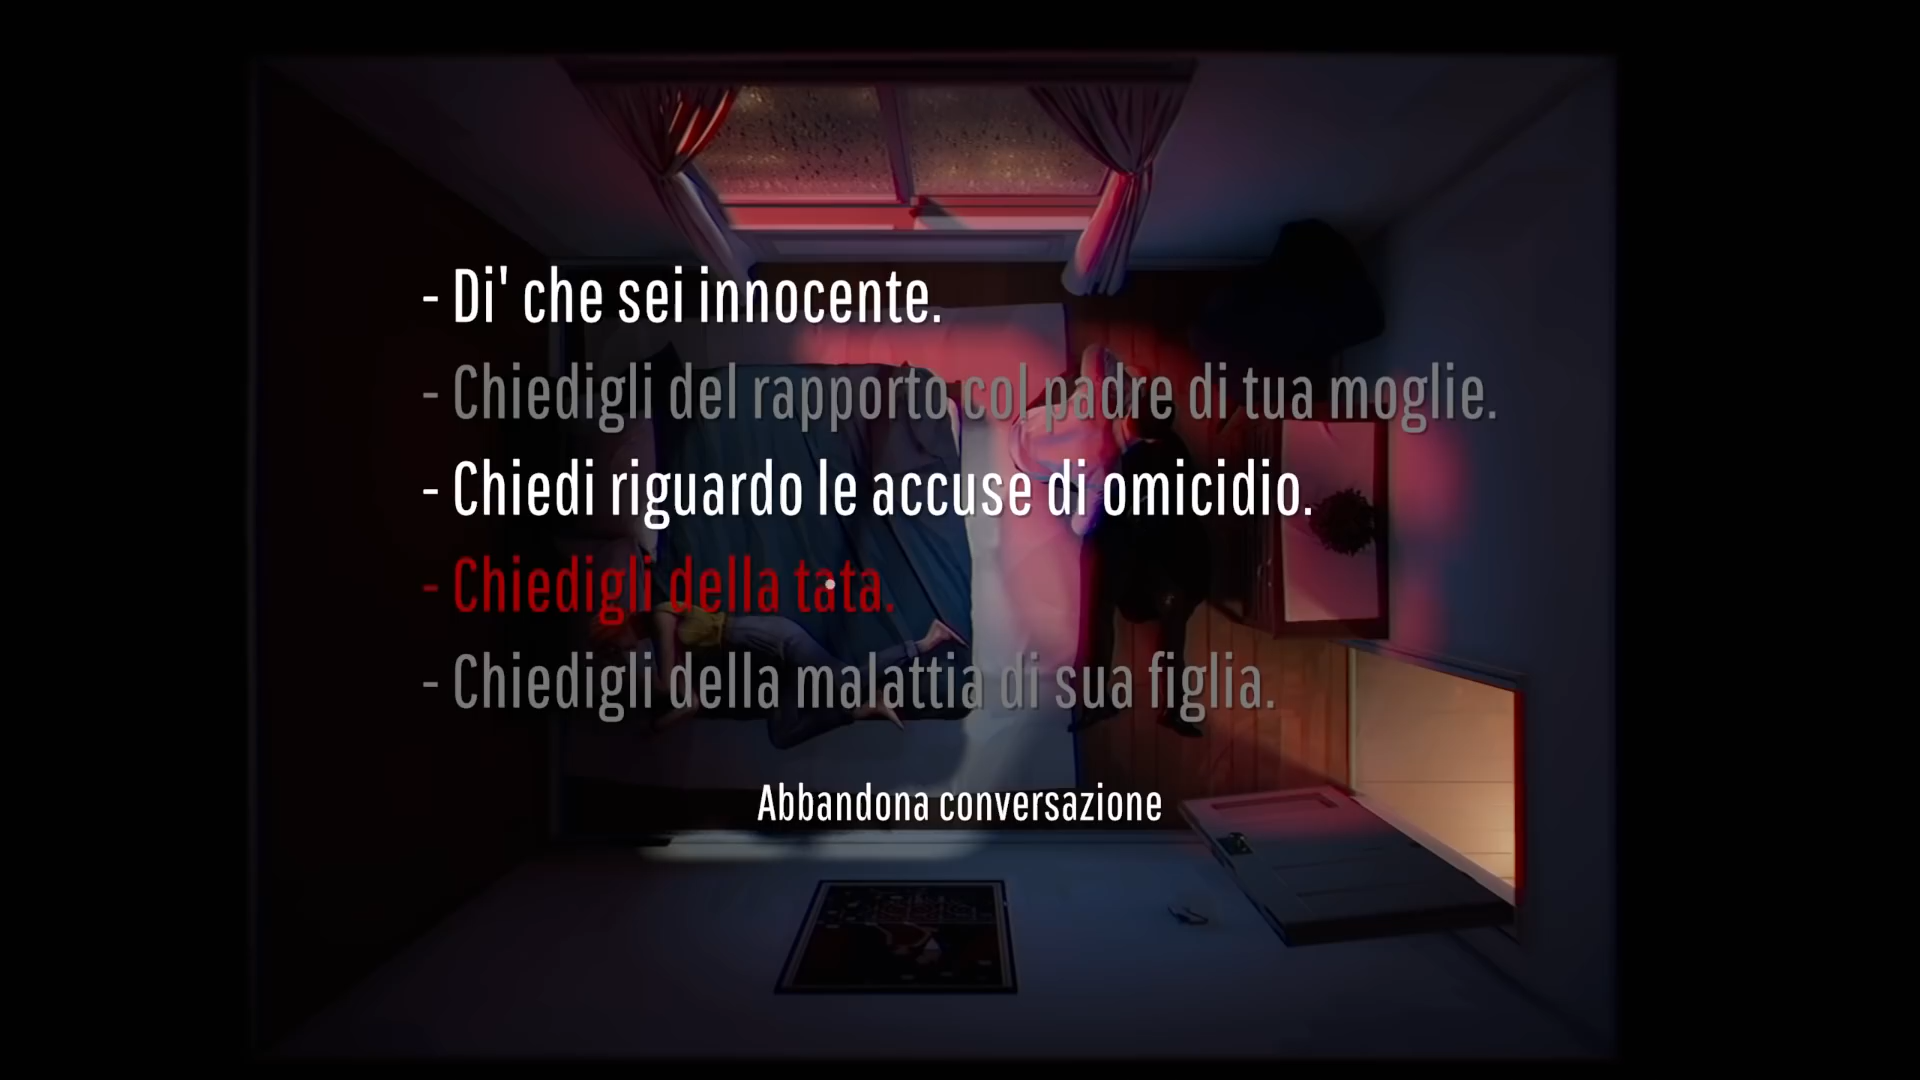 - Di' che sei innocente.
- Chiedigli del rapporto col padre di tua moglie.
- Chiedi riguardo le accuse di omicidio.
- Chiedigli della tata.
- Chiedigli della malattia di sua figlia.
Abbandona conversazione